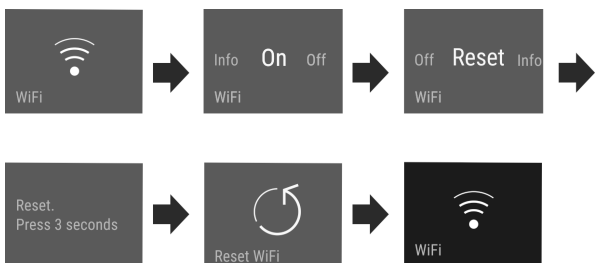 WiFi
Info On Off
WiFi
Off Reset Info
WiFi
Reset.
Press 3 seconds
Reset WiFi
WiFi